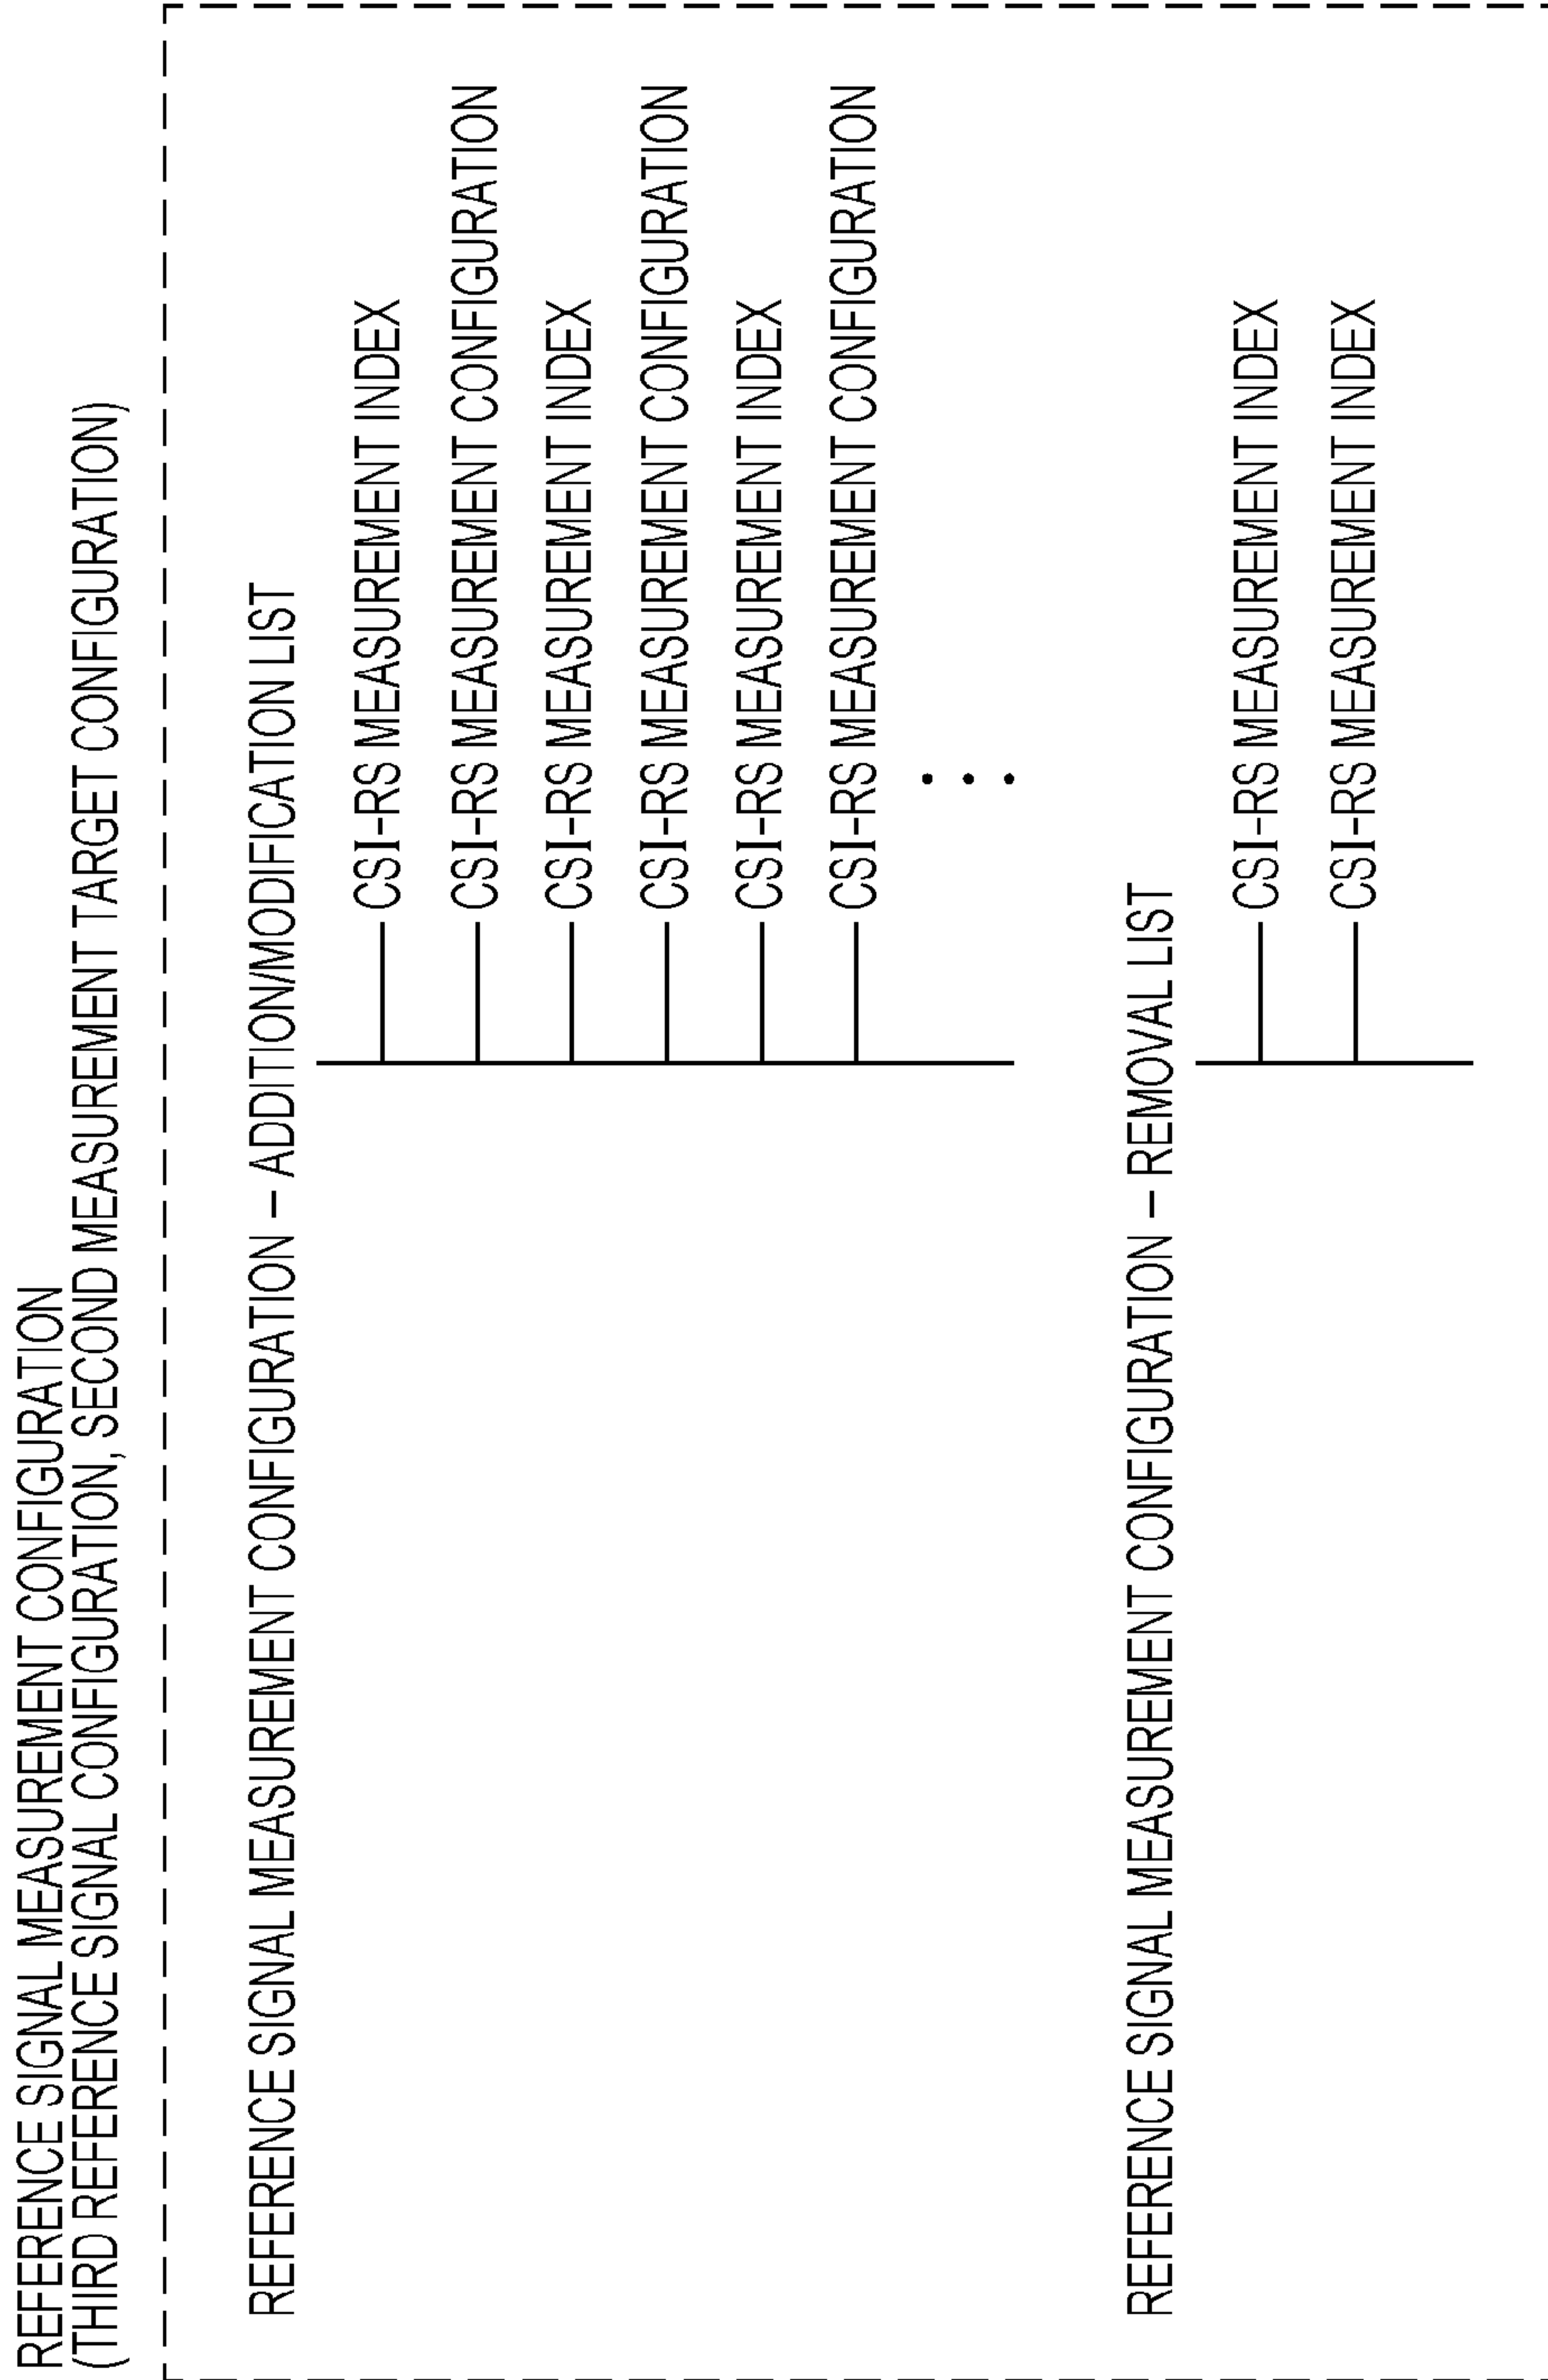 REFERENCE SIGNAL MEASUREMENT CONFIGURATION
(THIRD REFERENCE SIGNAL CONFIGURATION, SECOND MEASUREMENT TARGET CONFIGURATION)
REFERENCE SIGNAL MEASUREMENT CONFIGURATION – ADDITION/MODIFICATION LIST
CSI-RS MEASUREMENT INDEX
CSI-RS MEASUREMENT CONFIGURATION
CSI-RS MEASUREMENT INDEX
CSI-RS MEASUREMENT CONFIGURATION
CSI-RS MEASUREMENT INDEX
CSI-RS MEASUREMENT CONFIGURATION
REFERENCE SIGNAL MEASUREMENT CONFIGURATION – REMOVAL LIST
CSI-RS MEASUREMENT INDEX
CSI-RS MEASUREMENT INDEX